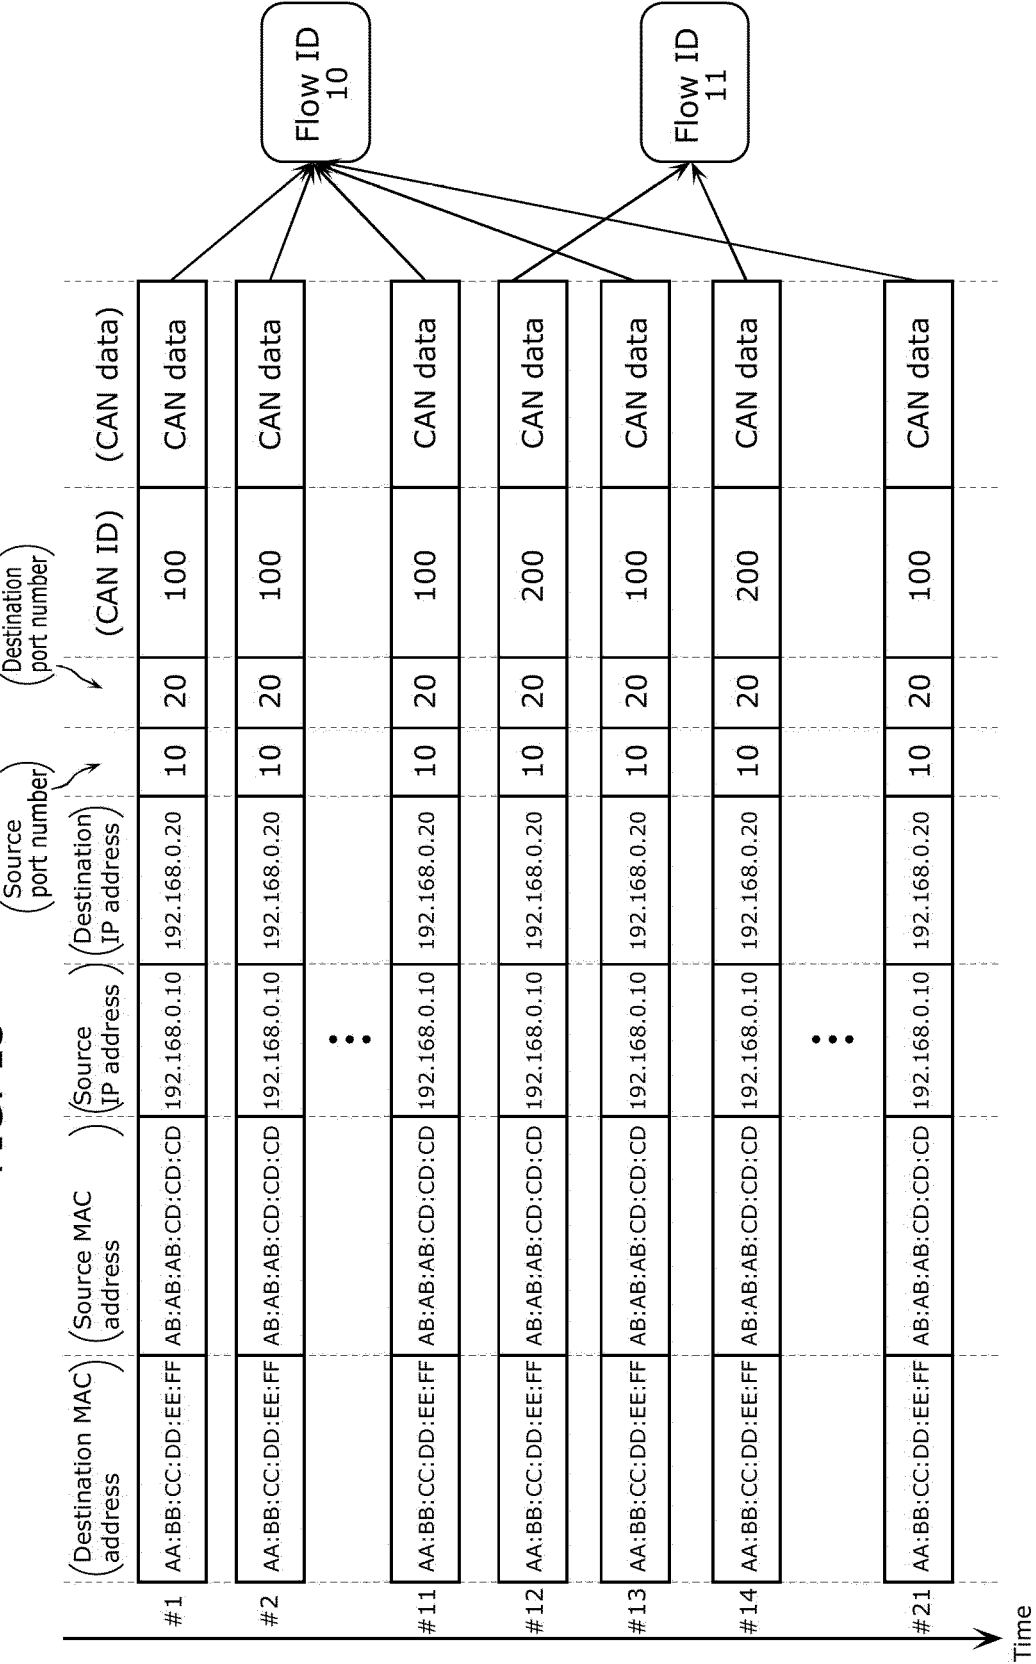 (Destination MAC
address)
(Source MAC
address)
(Source
IP address)
(Destination
IP address)
(Source
port number)
(Destination
port number)
(CAN ID)
(CAN data)
#1 AA:BB:CC:DD:EE:FF AB:AB:AB:CD:CD:CD 192.168.0.10 192.168.0.20 10 20 100 CAN data
#2 AA:BB:CC:DD:EE:FF AB:AB:AB:CD:CD:CD 192.168.0.10 192.168.0.20 10 20 100 CAN data
•••
#11 AA:BB:CC:DD:EE:FF AB:AB:AB:CD:CD:CD 192.168.0.10 192.168.0.20 10 20 100 CAN data
#12 AA:BB:CC:DD:EE:FF AB:AB:AB:CD:CD:CD 192.168.0.10 192.168.0.20 10 20 200 CAN data
#13 AA:BB:CC:DD:EE:FF AB:AB:AB:CD:CD:CD 192.168.0.10 192.168.0.20 10 20 100 CAN data
#14 AA:BB:CC:DD:EE:FF AB:AB:AB:CD:CD:CD 192.168.0.10 192.168.0.20 10 20 200 CAN data
•••
#21 AA:BB:CC:DD:EE:FF AB:AB:AB:CD:CD:CD 192.168.0.10 192.168.0.20 10 20 100 CAN data
Time
Flow ID
10
Flow ID
11